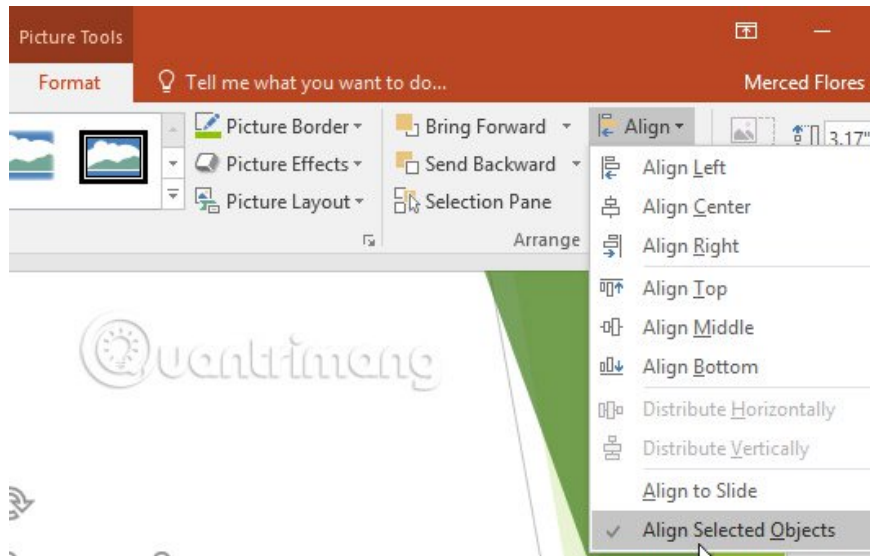 Picture Tools
Format
Tell me what you want to do...
Merced Flores
Picture Border
Picture Effects
Picture Layout
Bring Forward
Send Backward
Selection Pane
Arrange
Align
3.17"
Align Left
Align Center
Align Right
Align Top
Align Middle
Align Bottom
Distribute Horizontally
Distribute Vertically
Align to Slide
Align Selected Objects
Quantrimang